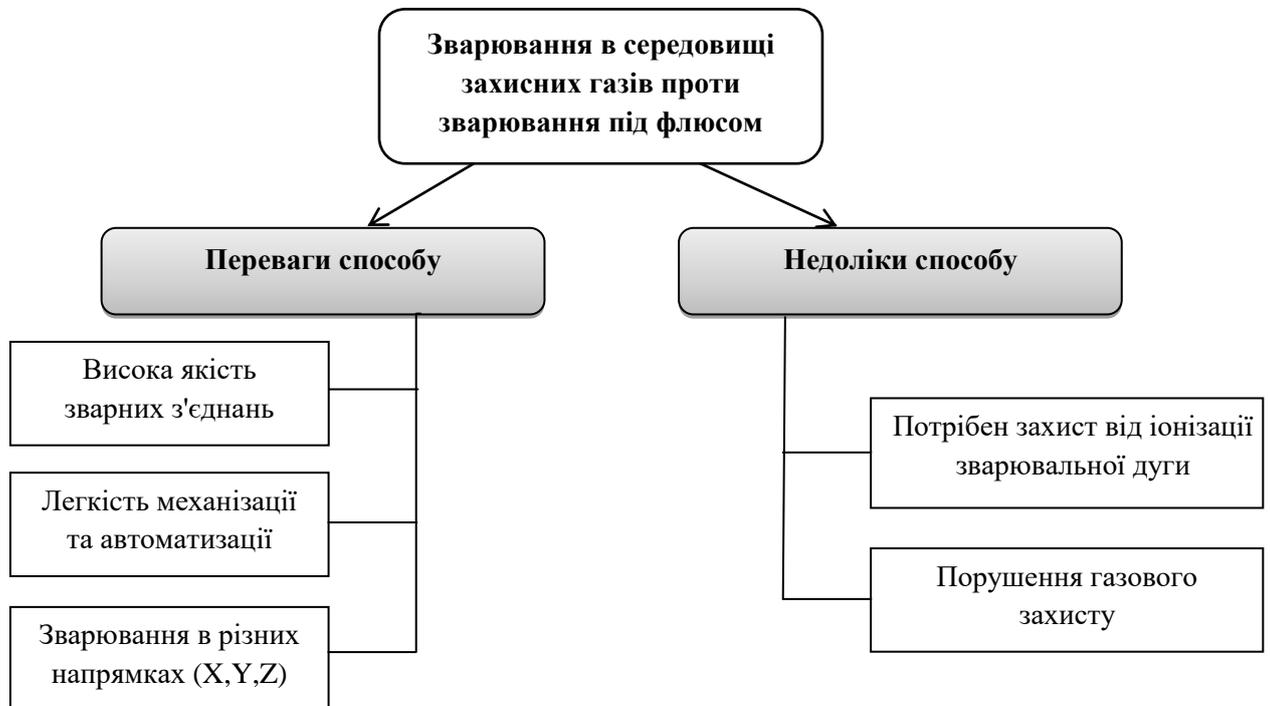 Зварювання в середовищі
захисних газів проти
зварювання під флюсом
Переваги способу
Висока якість
зварних з'єднань
Легкість механізації
та автоматизації
Зварювання в різних
напрямках (X,Y,Z)
Недоліки способу
Потрібен захист від іонізації
зварювальної дуги
Порушення газового
захисту